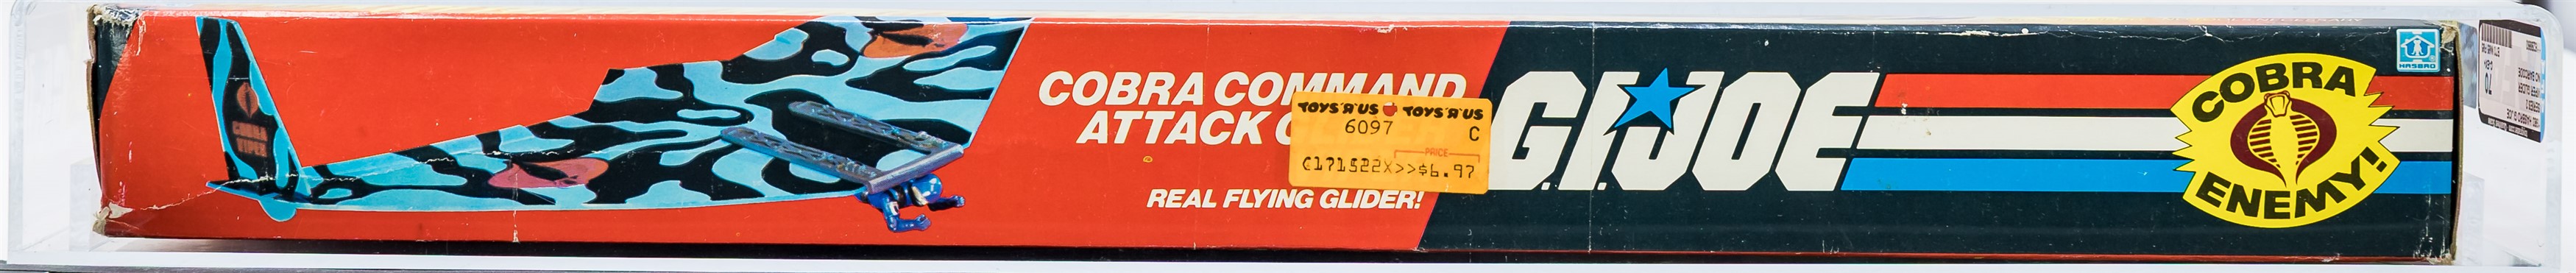 COBRA
VIPER
COBRA COMMAND
ATTACK
REAL FLYING GLIDER!
TOYS"R"US TOYS"R"US
6097 C
PRICE
C171522X>>$6.97
G.I.JOE
COBRA
ENEMY!
HASBRO
70